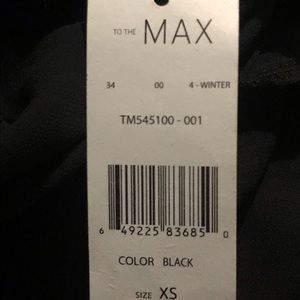 TO THE MAX
34 00 4 - WINTER
TM545100 - 001
6 49225 83685 0
COLOR BLACK
SIZE XS